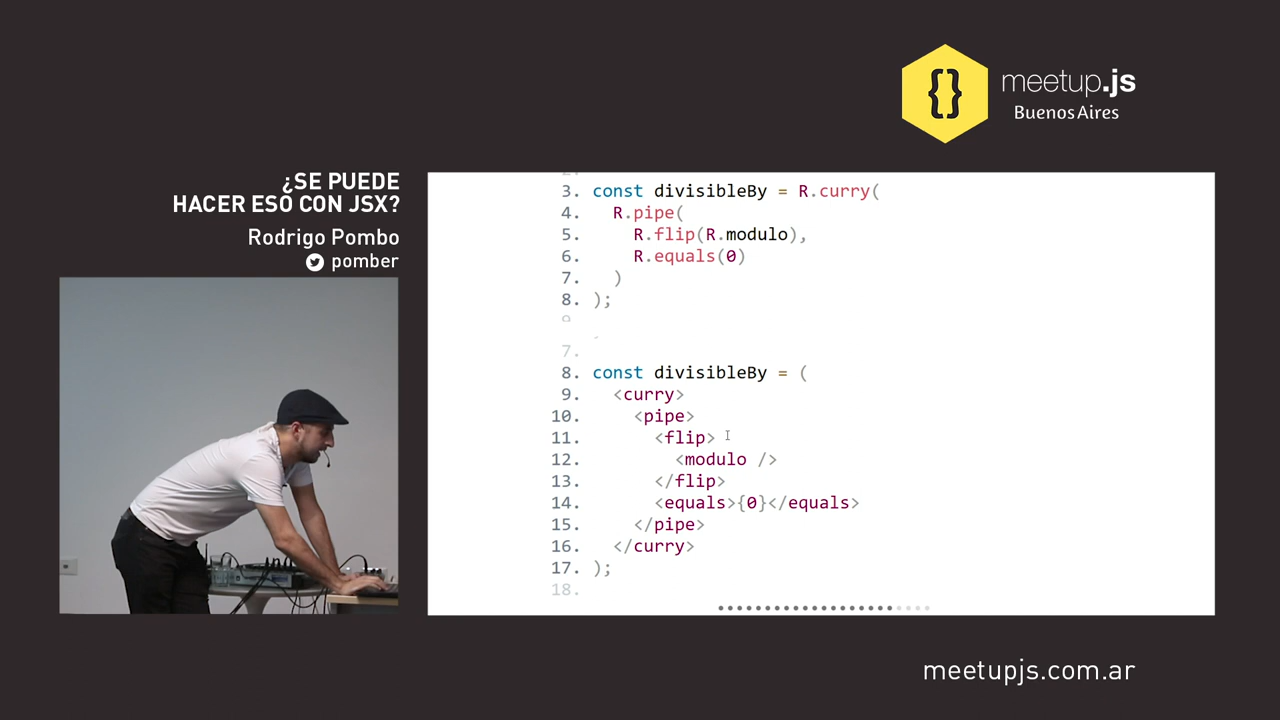 {} meetup.js
Buenos Aires
¿SE PUEDE
HACER ESO CON JSX?
Rodrigo Pombo
pomber
3. const divisibleBy = R.curry(
4. R.pipe(
5. R.flip(R.modulo),
6. R.equals(0)
7. )
8. );
9
7.
8. const divisibleBy = (
9. <curry>
10. <pipe>
11. <flip>
12. <modulo />
13. </flip>
14. <equals>{0}</equals>
15. </pipe>
16. </curry>
17. );
18.
meetupjs.com.ar